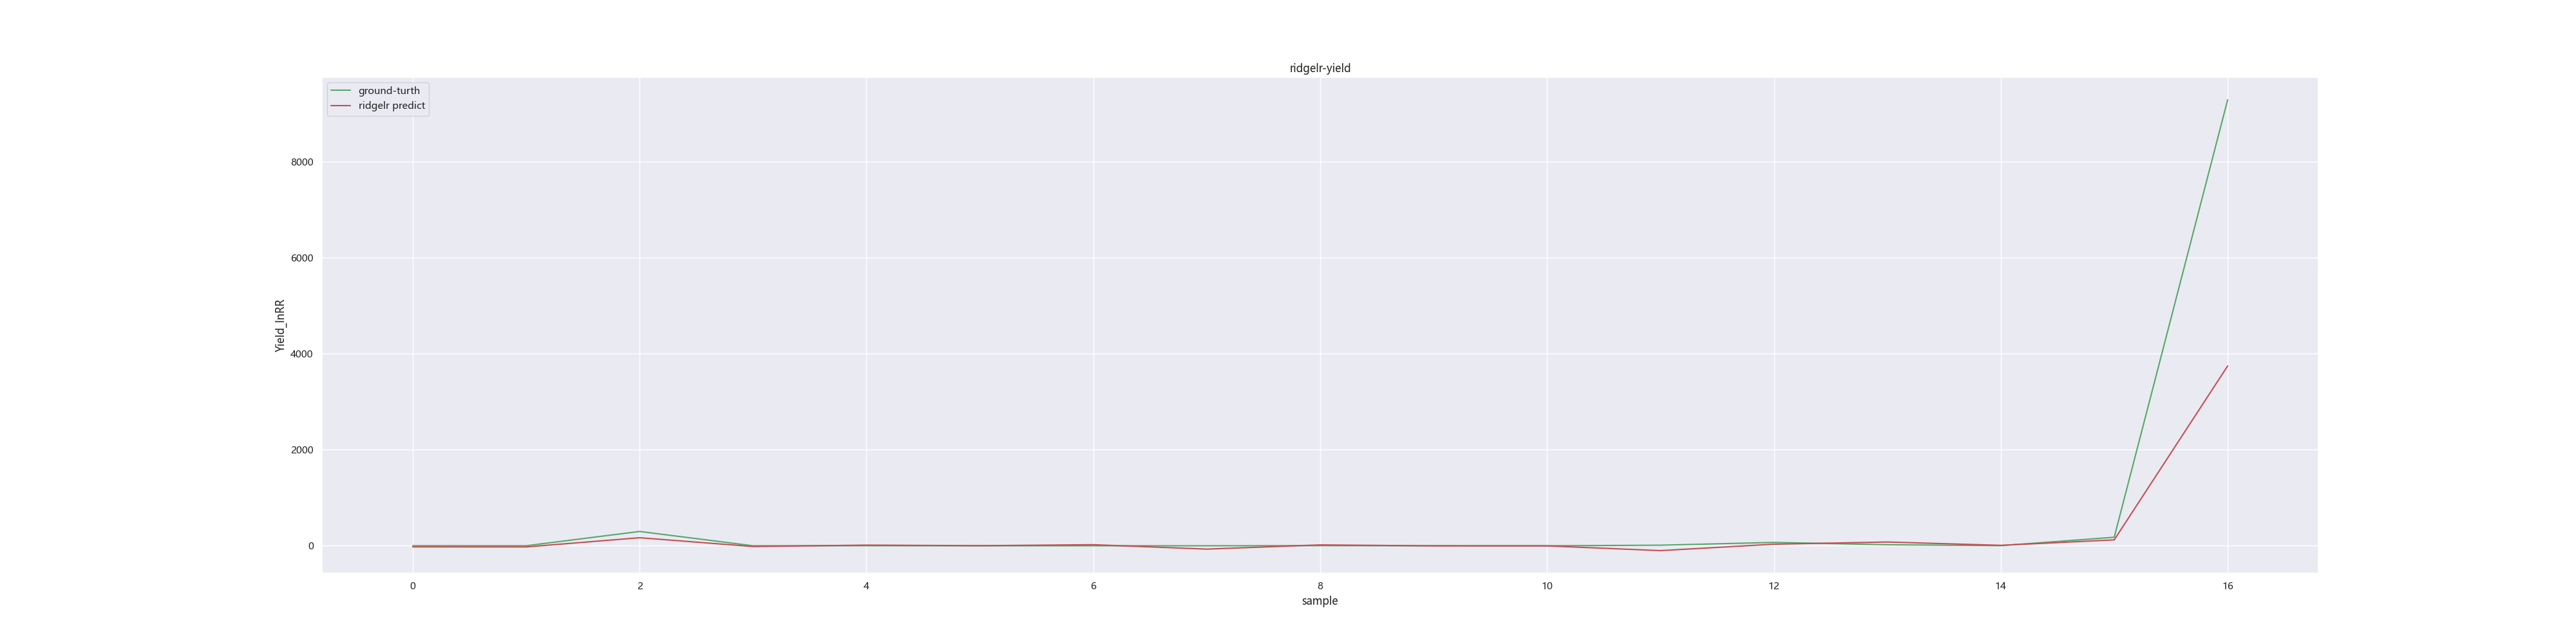 ridgelr-yield
ground-turth
ridgelr predict
8000
6000
4000
2000
0
Yield_lnRR
0 2 4 6 8 10 12 14 16
sample